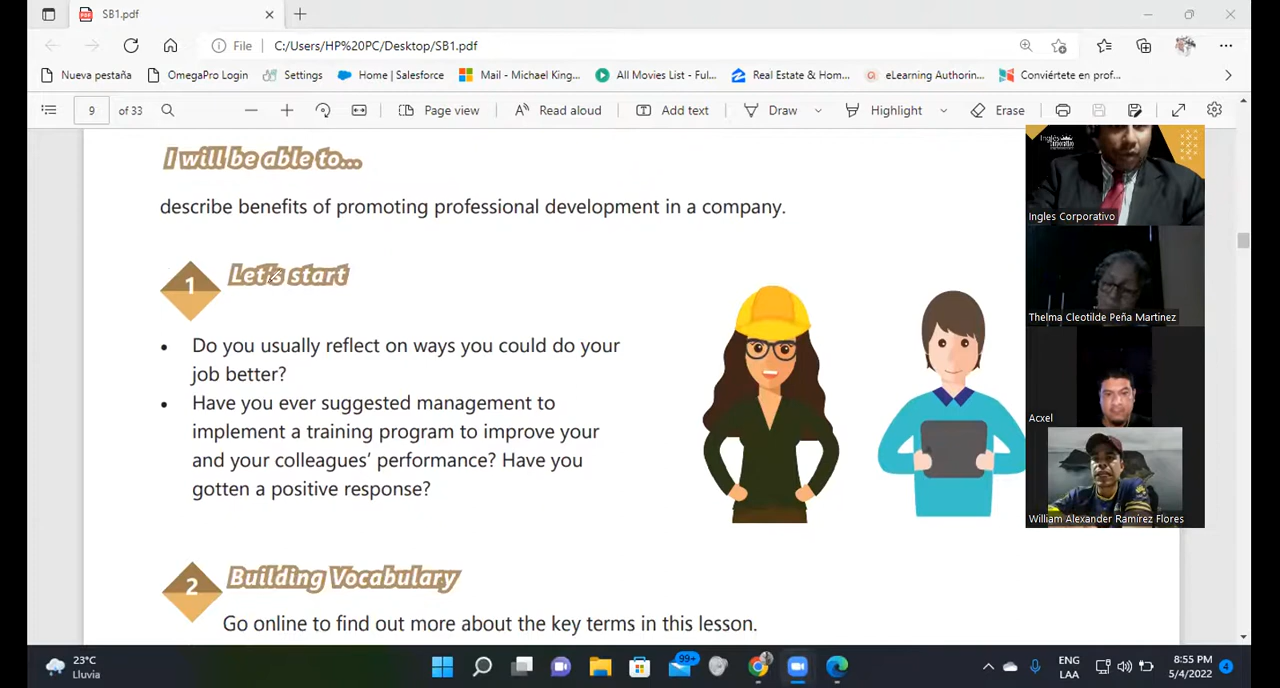 SB1.pdf
File
C:/Users/HP%20PC/Desktop/SB1.pdf
Nueva pestaña
OmegaPro Login
Settings
Home | Salesforce
Mail - Michael King...
All Movies List - Ful...
Real Estate & Hom...
eLearning Authorin...
Conviértete en prof...
9 of 33
Page view
Read aloud
Add text
Draw
Highlight
Erase
I will be able to...
describe benefits of promoting professional development in a company.
1 Let's start
• Do you usually reflect on ways you could do your
job better?
• Have you ever suggested management to
implement a training program to improve your
and your colleagues' performance? Have you
gotten a positive response?
2 Building Vocabulary
Go online to find out more about the key terms in this lesson.
Inglés
Corporativo
Ingles Corporativo
Thelma Cleotilde Peña Martinez
Acxel
William Alexander Ramírez Flores
23°C
Lluvia
99+
ENG
LAA
8:55 PM
5/4/2022
4